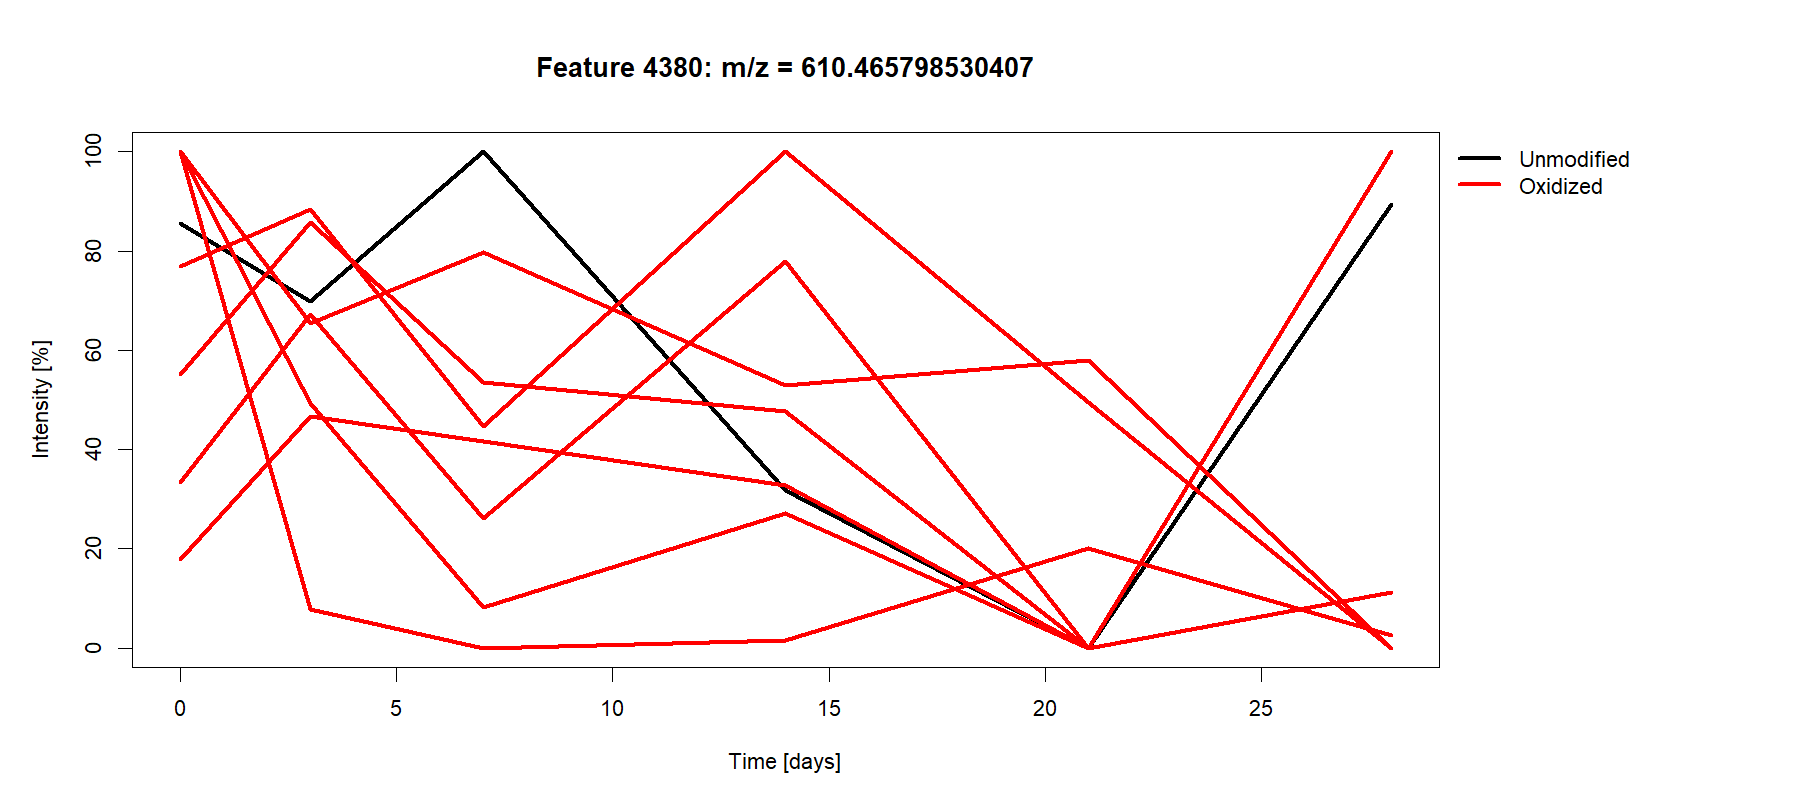 Feature 4380: m/z = 610.465798530407
Unmodified
Oxidized
Intensity [%]
100
80
60
40
20
0
0 5 10 15 20 25
Time [days]